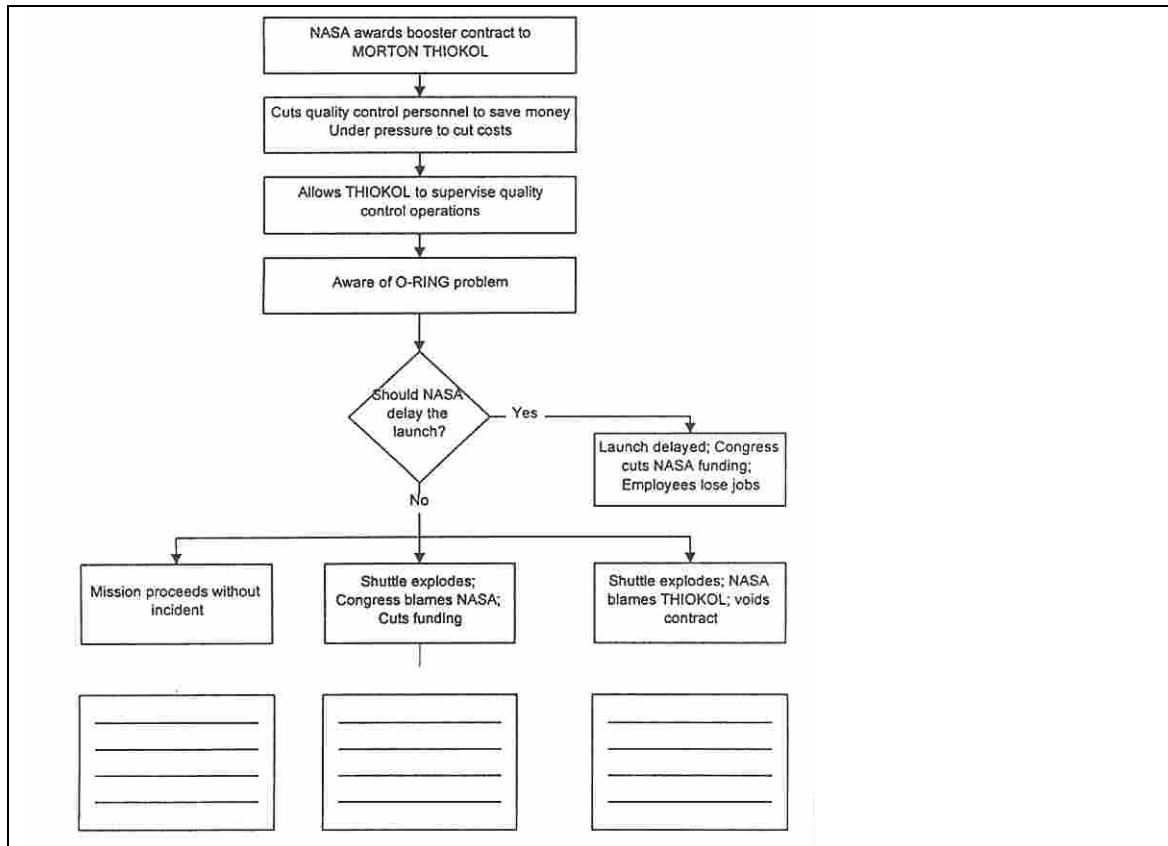 NASA awards booster contract to
MORTON THIOKOL
Cuts quality control personnel to save money
Under pressure to cut costs
Allows THIOKOL to supervise quality
control operations
Aware of O-RING problem
Should NASA
delay the
launch?
Yes
Launch delayed; Congress
cuts NASA funding;
Employees lose jobs
No
Mission proceeds without
incident
Shuttle explodes;
Congress blames NASA;
Cuts funding
Shuttle explodes; NASA
blames THIOKOL; voids
contract